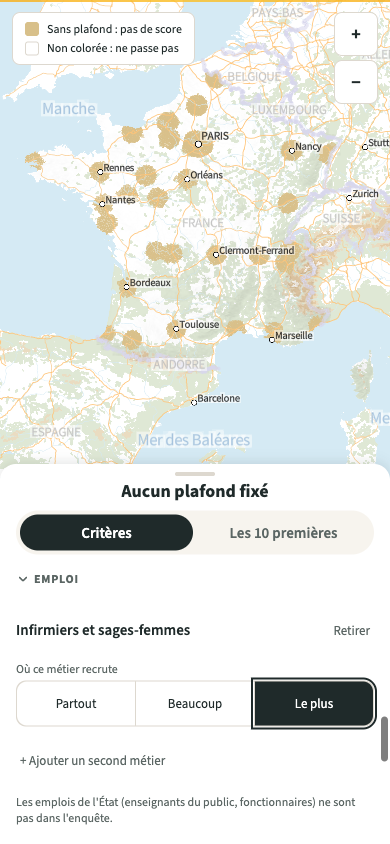 Sans plafond : pas de score
Non colorée : ne passe pas
+
−
PAYS-BAS
BELGIQUE
LUXEMBOURG
Manche
PARIS
Nancy
Stutt
Rennes
Orléans
Zurich
Nantes
FRANCE
SUISSE
Clermont-Ferrand
Bordeaux
Toulouse
Marseille
ANDORRE
Barcelone
Me
ESPAGNE
Mer des Baléares
Aucun plafond fixé
Critères
Les 10 premières
EMPLOI
Infirmiers et sages-femmes
Retirer
Où ce métier recrute
Partout
Beaucoup
Le plus
+ Ajouter un second métier
Les emplois de l'État (enseignants du public, fonctionnaires) ne sont
pas dans l'enquête.